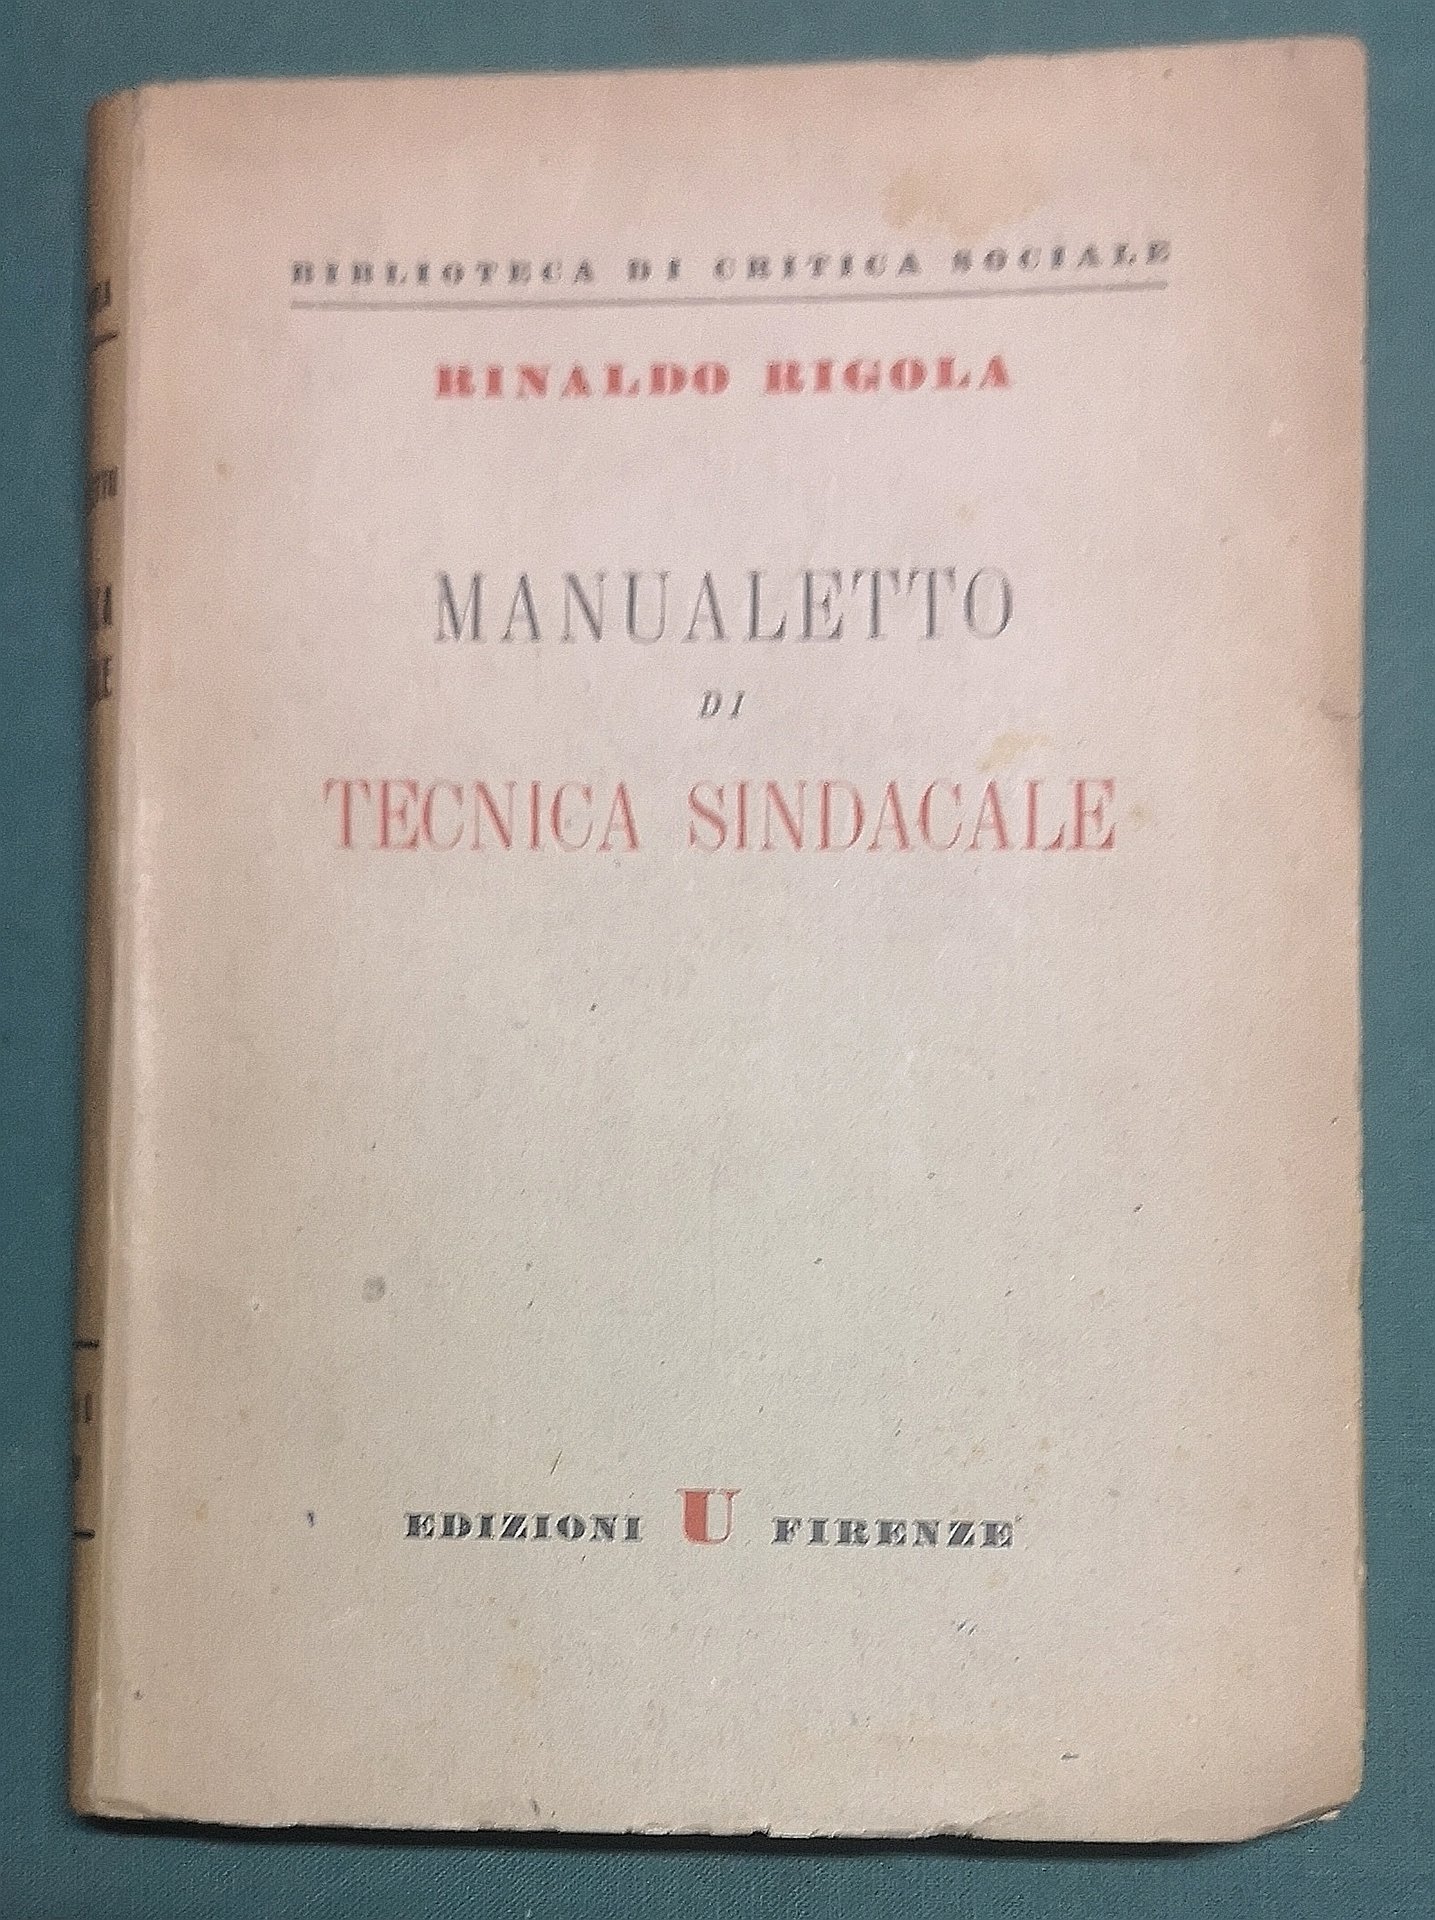 BIBLIOTECA DI CRITICA SOCIALE
RINALDO RIGOLA
MANUALETTO
DI
TECNICA SINDACALE
EDIZIONI U FIRENZE